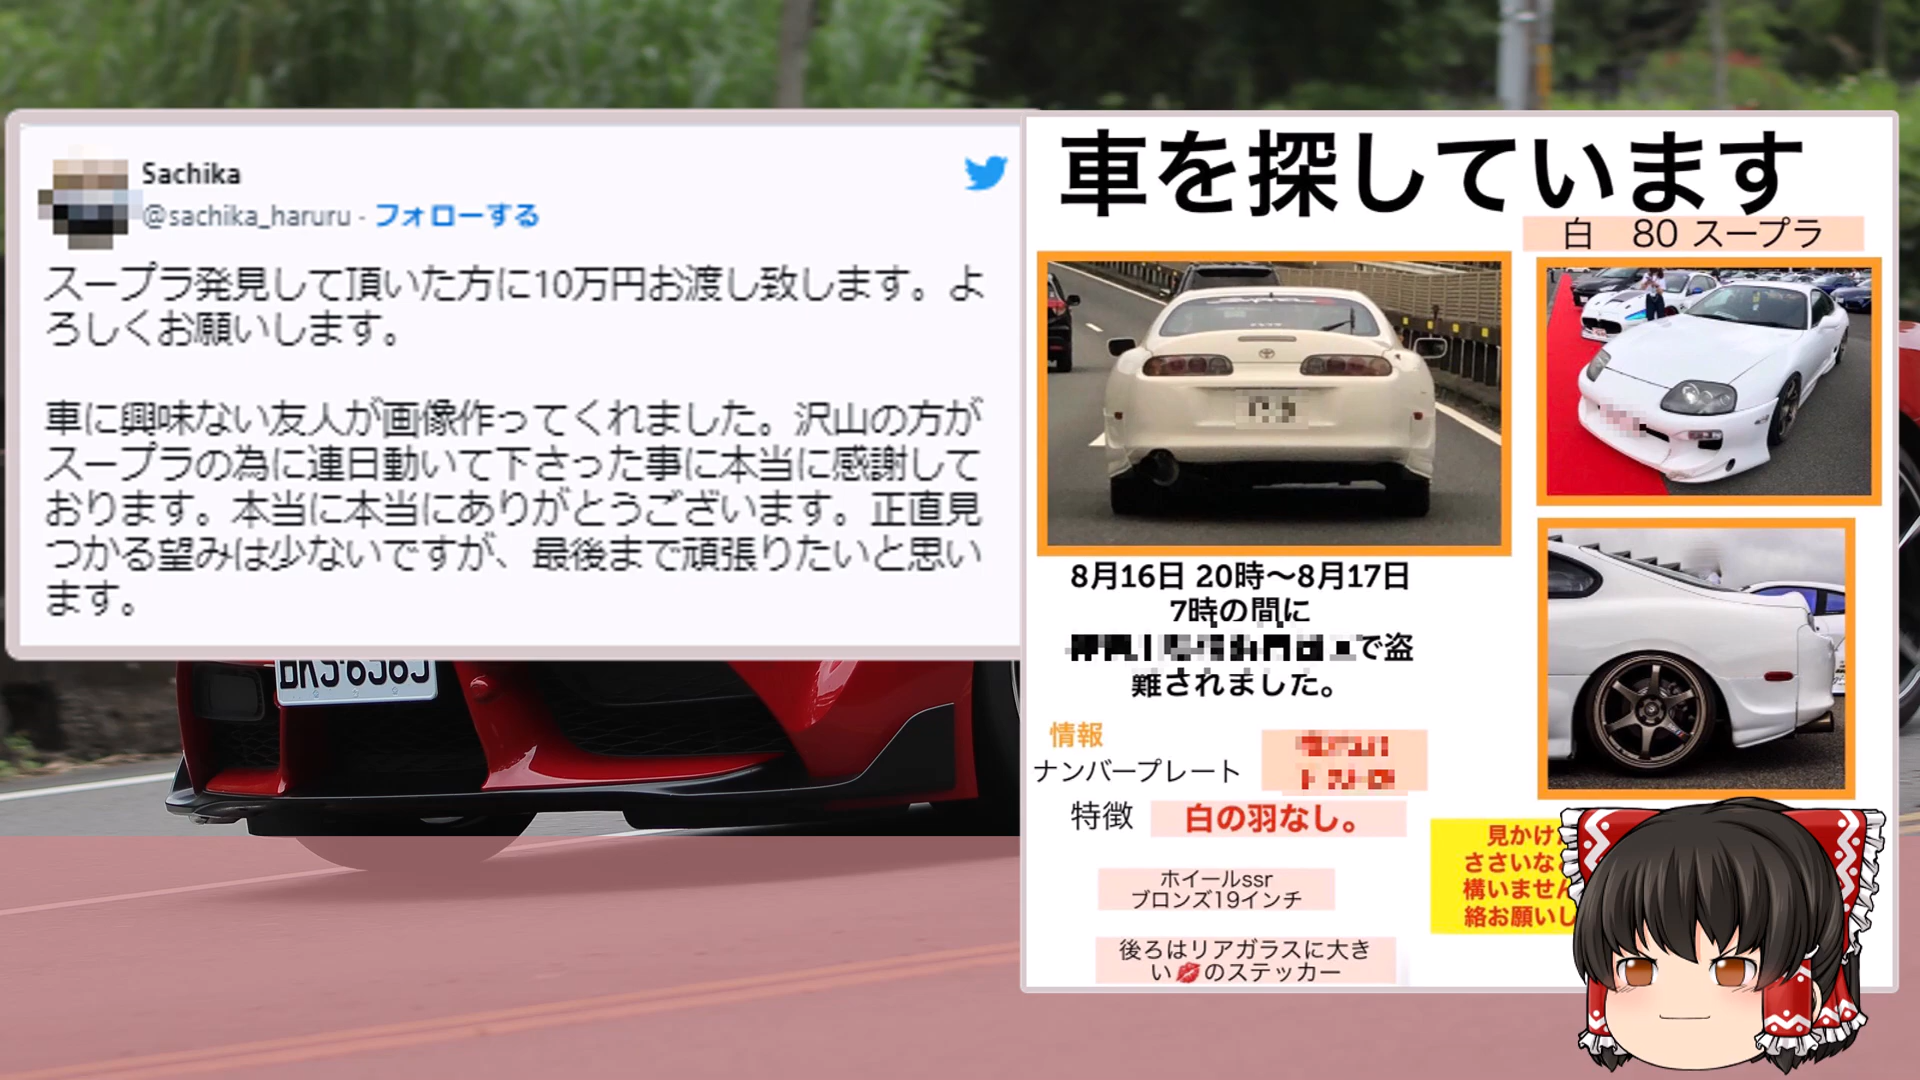 Sachika
@sachika_haruru · フォローする
スープラ発見して頂いた方に10万円お渡し致します。よ
ろしくお願いします。
車に興味ない友人が画像作ってくれました。沢山の方が
スープラの為に連日動いて下さった事に本当に感謝して
おります。本当に本当にありがとうございます。正直見
つかる望みは少ないですが、最後まで頑張りたいと思い
ます。
車を探しています
白 80 スープラ
8月16日 20時～8月17日
7時の間に
で盗
難されました。
情報
ナンバープレート
特徴
白の羽なし。
ホイールssr
ブロンズ19インチ
後ろはリアガラスに大き
い💋のステッカー
見かけ
ささいな
構いません
絡お願いし